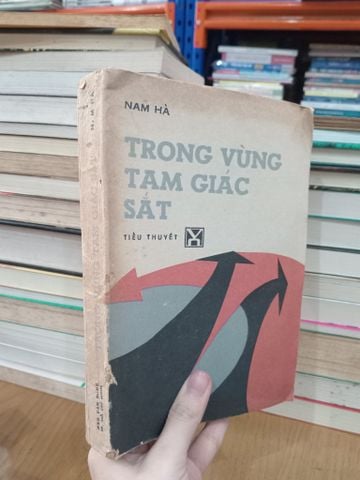 NAM HÀ
TRONG VÙNG
TAM GIÁC
SẮT
TIỂU THUYẾT